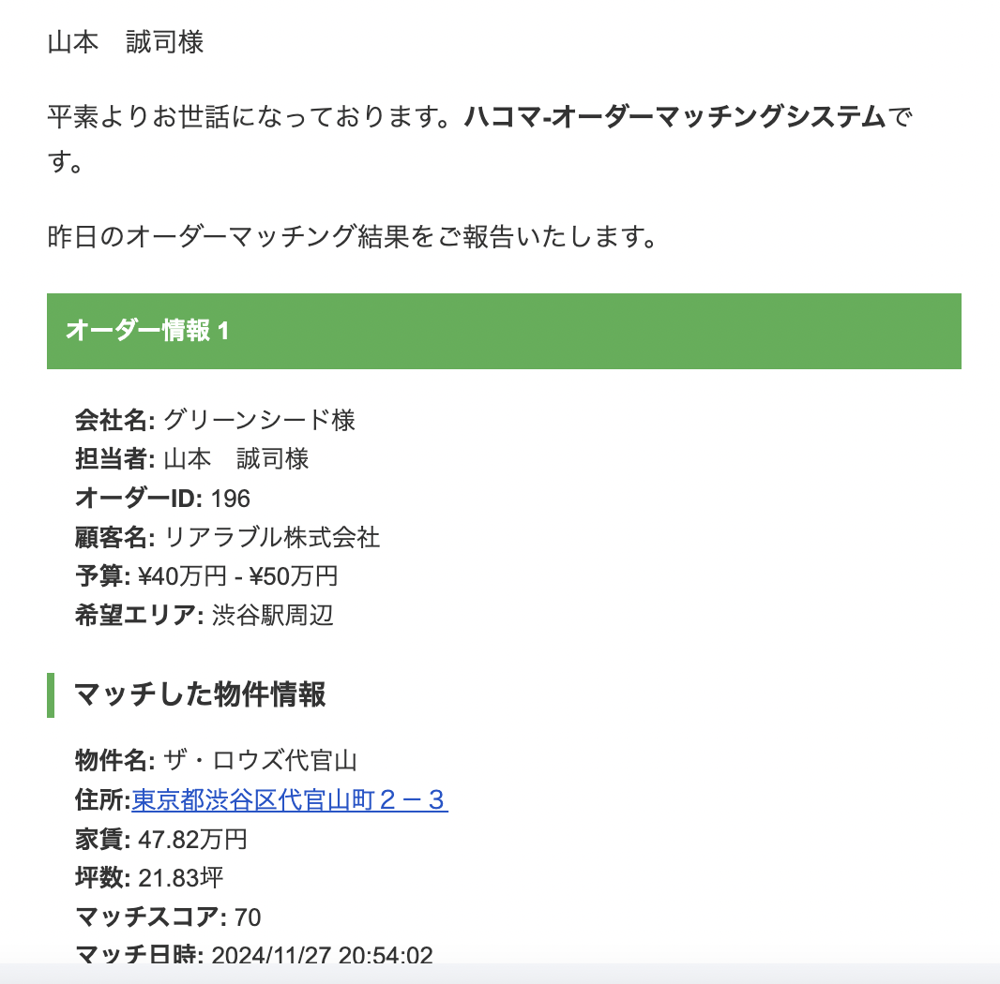 山本　誠司様
平素よりお世話になっております。ハコマ-オーダーマッチングシステムで
す。
昨日のオーダーマッチング結果をご報告いたします。
オーダー情報 1
会社名: グリーンシード様
担当者: 山本　誠司様
オーダーID: 196
顧客名: リアラブル株式会社
予算: ¥40万円 - ¥50万円
希望エリア: 渋谷駅周辺
マッチした物件情報
物件名: ザ・ロウズ代官山
住所:東京都渋谷区代官山町２－３
家賃: 47.82万円
坪数: 21.83坪
マッチスコア: 70
マッチ日時: 2024/11/27 20:54:02